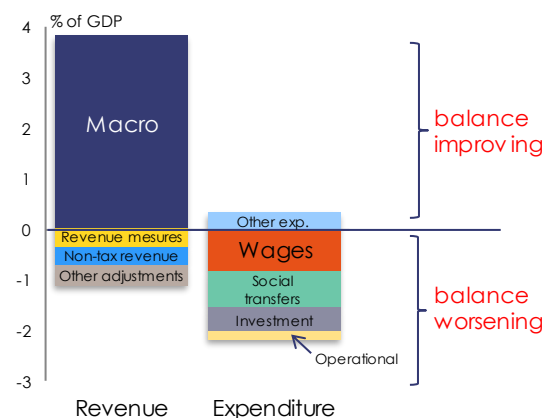 % of GDP
4
3
2
1
0
-1
-2
-3
Macro
Revenue mesures
Non-tax revenue
Other adjustments
Other exp.
Wages
Social
transfers
Investment
Operational
balance
improving
balance
worsening
Revenue
Expenditure